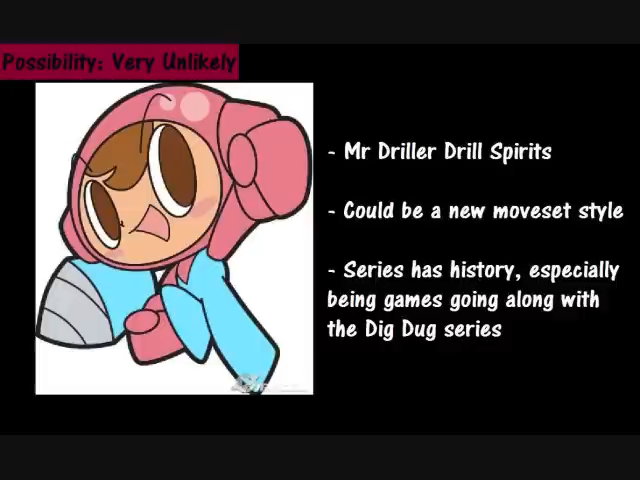 Possibility: Very Unlikely
- Mr Driller Drill Spirits
- Could be a new moveset style
- Series has history, especially
being games going along with
the Dig Dug series